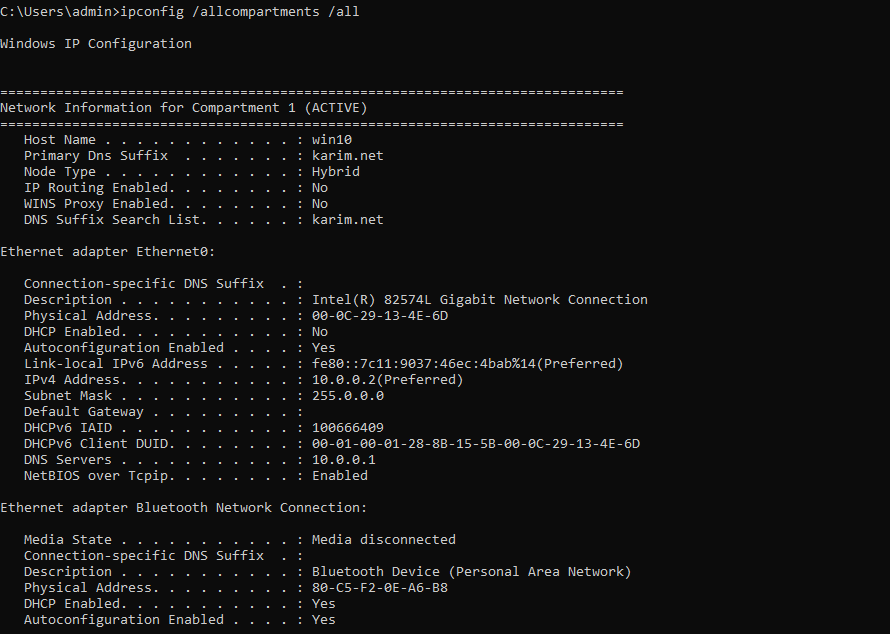 C:\Users\admin>ipconfig /allcompartments /all
Windows IP Configuration
==============================================================================
Network Information for Compartment 1 (ACTIVE)
==============================================================================
Host Name . . . . . . . . . . . . : win10
Primary Dns Suffix  . . . . . . . : karim.net
Node Type . . . . . . . . . . . . : Hybrid
IP Routing Enabled. . . . . . . . : No
WINS Proxy Enabled. . . . . . . . : No
DNS Suffix Search List. . . . . . : karim.net
Ethernet adapter Ethernet0:
Connection-specific DNS Suffix  . :
Description . . . . . . . . . . . : Intel(R) 82574L Gigabit Network Connection
Physical Address. . . . . . . . . : 00-0C-29-13-4E-6D
DHCP Enabled. . . . . . . . . . . : No
Autoconfiguration Enabled . . . . : Yes
Link-local IPv6 Address . . . . . : fe80::7c11:9037:46ec:4bab%14(Preferred)
IPv4 Address. . . . . . . . . . . : 10.0.0.2(Preferred)
Subnet Mask . . . . . . . . . . . : 255.0.0.0
Default Gateway . . . . . . . . . :
DHCPv6 IAID . . . . . . . . . . . : 100666409
DHCPv6 Client DUID. . . . . . . . : 00-01-00-01-28-8B-15-5B-00-0C-29-13-4E-6D
DNS Servers . . . . . . . . . . . : 10.0.0.1
NetBIOS over Tcpip. . . . . . . . : Enabled
Ethernet adapter Bluetooth Network Connection:
Media State . . . . . . . . . . . : Media disconnected
Connection-specific DNS Suffix  . :
Description . . . . . . . . . . . : Bluetooth Device (Personal Area Network)
Physical Address. . . . . . . . . : 80-C5-F2-0E-A6-B8
DHCP Enabled. . . . . . . . . . . : Yes
Autoconfiguration Enabled . . . . : Yes